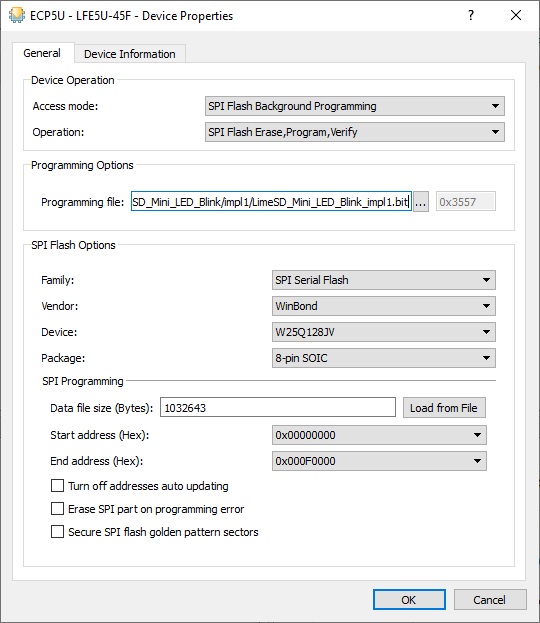 ECP5U - LFE5U-45F - Device Properties
General Device Information
Device Operation
Access mode: SPI Flash Background Programming
Operation: SPI Flash Erase,Program,Verify
Programming Options
Programming file: SD_Mini_LED_Blink/impl1/LimeSD_Mini_LED_Blink_impl1.bit ... 0x3557
SPI Flash Options
Family: SPI Serial Flash
Vendor: WinBond
Device: W25Q128JV
Package: 8-pin SOIC
SPI Programming
Data file size (Bytes): 1032643 Load from File
Start address (Hex): 0x00000000
End address (Hex): 0x000F0000
Turn off addresses auto updating
Erase SPI part on programming error
Secure SPI flash golden pattern sectors
OK Cancel